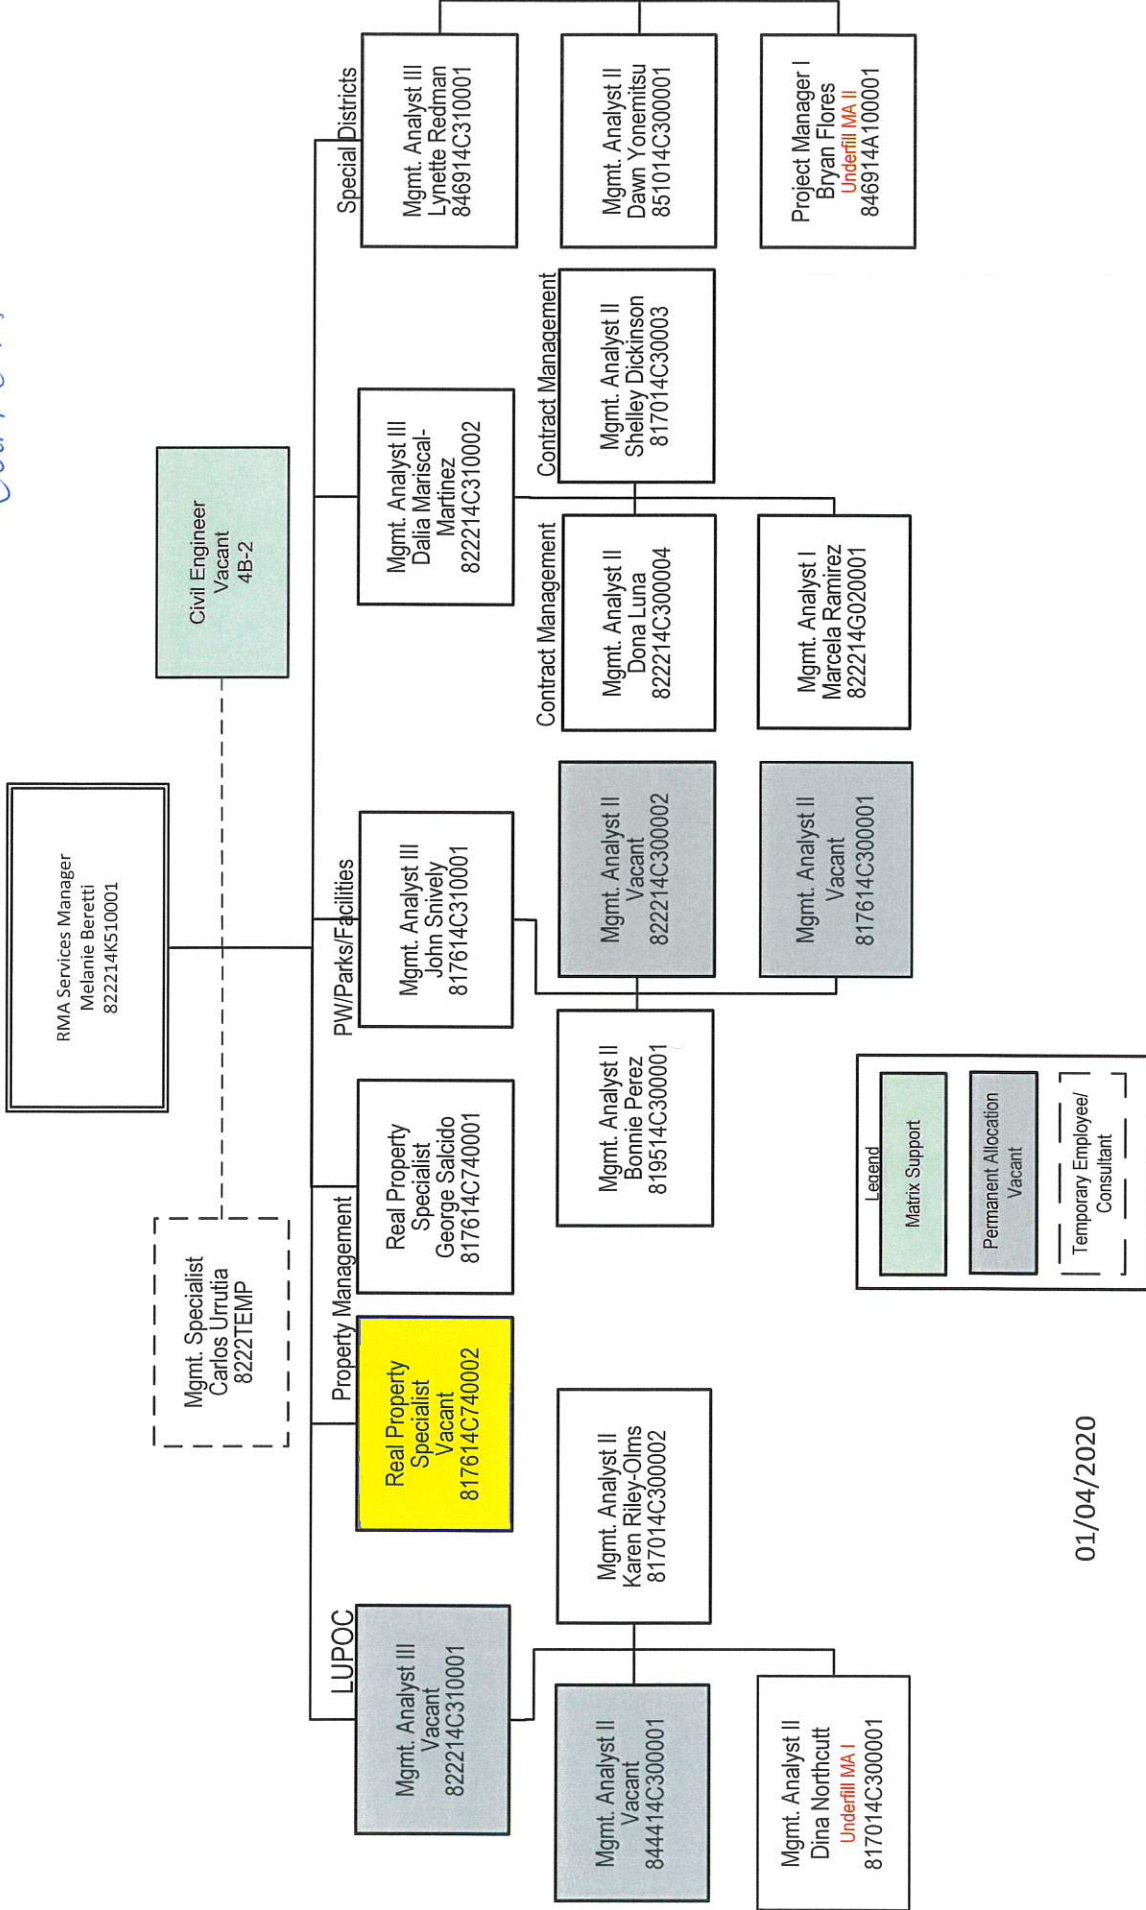 RMA Services Manager
Melanie Beretti
822214K510001
Mgmt. Specialist
Carlos Urrutia
8222TEMP
Civil Engineer
Vacant
4B-2
LUPOC
Mgmt. Analyst III
Vacant
822214C310001
Mgmt. Analyst II
Vacant
844414C300001
Mgmt. Analyst II
Karen Riley-Olms
817014C300002
Mgmt. Analyst II
Dina Northcutt
Underfill MA I
817014C300001
Property Management
Real Property
Specialist
Vacant
817614C740002
Real Property
Specialist
George Salcido
817614C740001
PW/Parks/Facilities
Mgmt. Analyst III
John Snively
817614C310001
Mgmt. Analyst II
Bonnie Perez
819514C300001
Mgmt. Analyst II
Vacant
822214C300002
Mgmt. Analyst II
Vacant
817614C300001
Mgmt. Analyst III
Dalia Mariscal-
Martinez
822214C310002
Contract Management
Mgmt. Analyst II
Dona Luna
822214C300004
Contract Management
Mgmt. Analyst II
Shelley Dickinson
817014C30003
Mgmt. Analyst I
Marcela Ramirez
822214G020001
Special Districts
Mgmt. Analyst III
Lynette Redman
846914C310001
Mgmt. Analyst II
Dawn Yonemitsu
851014C300001
Project Manager I
Bryan Flores
Underfill MA II
846914A100001
Legend
Matrix Support
Permanent Allocation
Vacant
Temporary Employee/
Consultant
01/04/2020